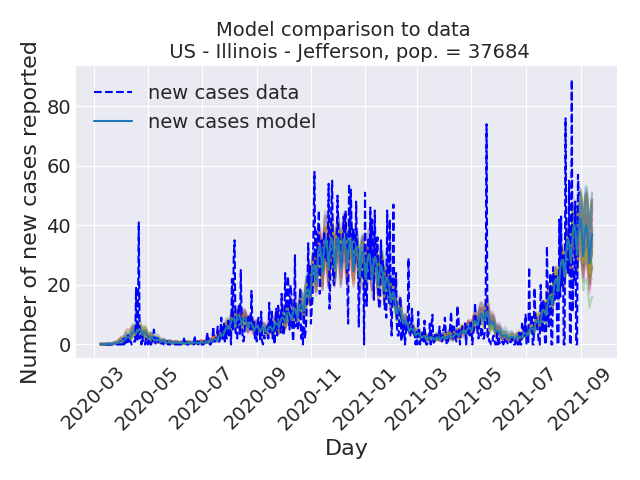 Model comparison to data
US - Illinois - Jefferson, pop. = 37684
Number of new cases reported
80
60
40
20
0
new cases data
new cases model
2020-03
2020-05
2020-07
2020-09
2020-11
2021-01
2021-03
2021-05
2021-07
2021-09
Day